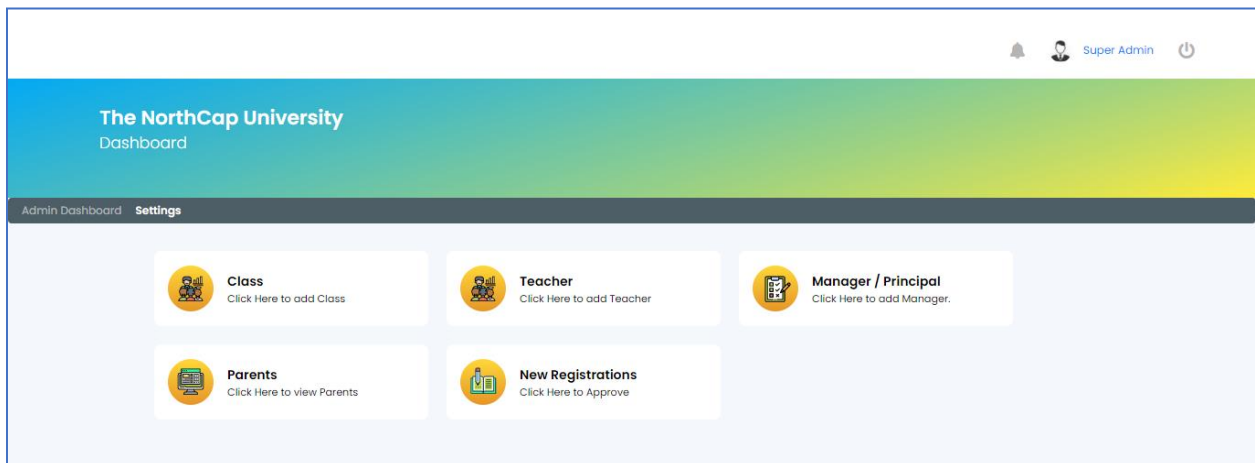 Super Admin
The NorthCap University
Dashboard
Admin Dashboard Settings
Class
Click Here to add Class
Teacher
Click Here to add Teacher
Manager / Principal
Click Here to add Manager.
Parents
Click Here to view Parents
New Registrations
Click Here to Approve